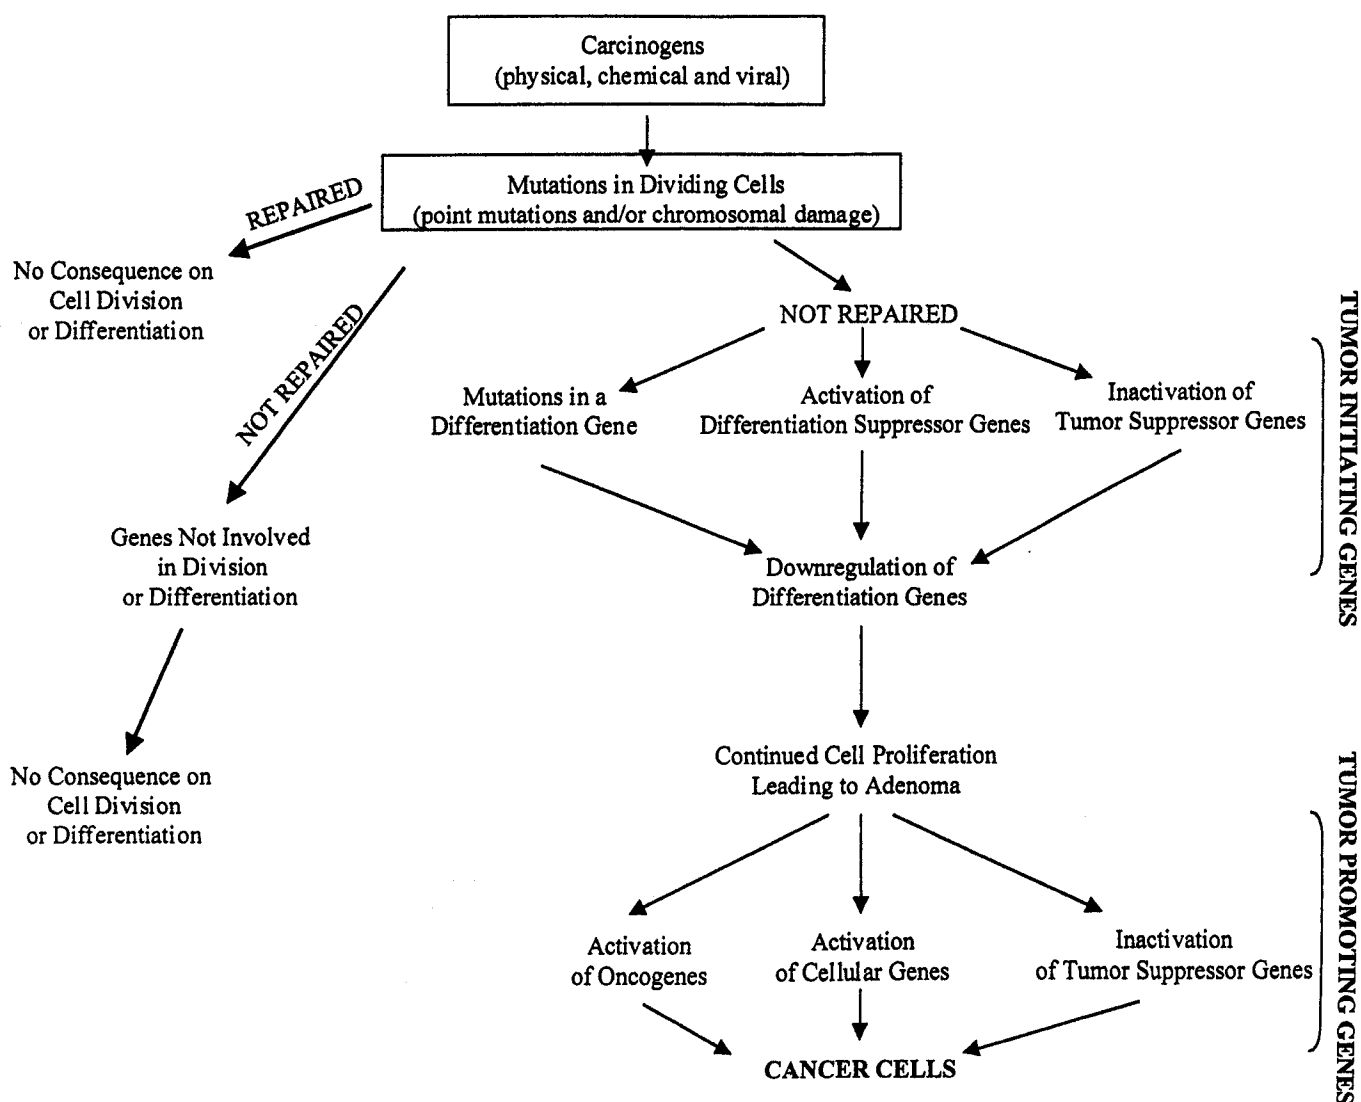 Carcinogens
(physical, chemical and viral)
Mutations in Dividing Cells
(point mutations and/or chromosomal damage)
REPAIRED
No Consequence on
Cell Division
or Differentiation
NOT REPAIRED
Genes Not Involved
in Division
or Differentiation
No Consequence on
Cell Division
or Differentiation
NOT REPAIRED
Mutations in a
Differentiation Gene
Activation of
Differentiation Suppressor Genes
Inactivation of
Tumor Suppressor Genes
Downregulation of
Differentiation Genes
TUMOR INITIATING GENES
Continued Cell Proliferation
Leading to Adenoma
Activation
of Oncogenes
Activation
of Cellular Genes
Inactivation
of Tumor Suppressor Genes
CANCER CELLS
TUMOR PROMOTING GENES